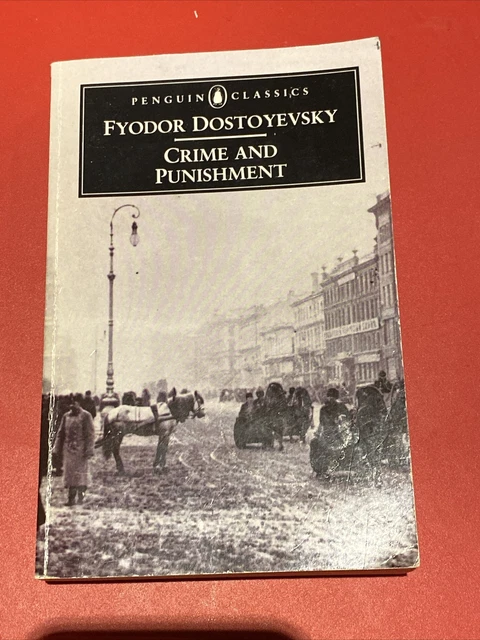 PENGUIN CLASSICS
FYODOR DOSTOYEVSKY
CRIME AND
PUNISHMENT